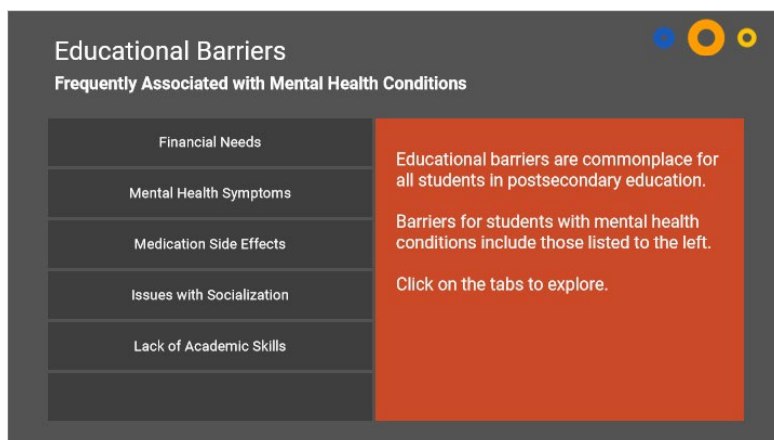 Educational Barriers
Frequently Associated with Mental Health Conditions
Financial Needs
Mental Health Symptoms
Medication Side Effects
Issues with Socialization
Lack of Academic Skills
Educational barriers are commonplace for
all students in postsecondary education.
Barriers for students with mental health
conditions include those listed to the left.
Click on the tabs to explore.